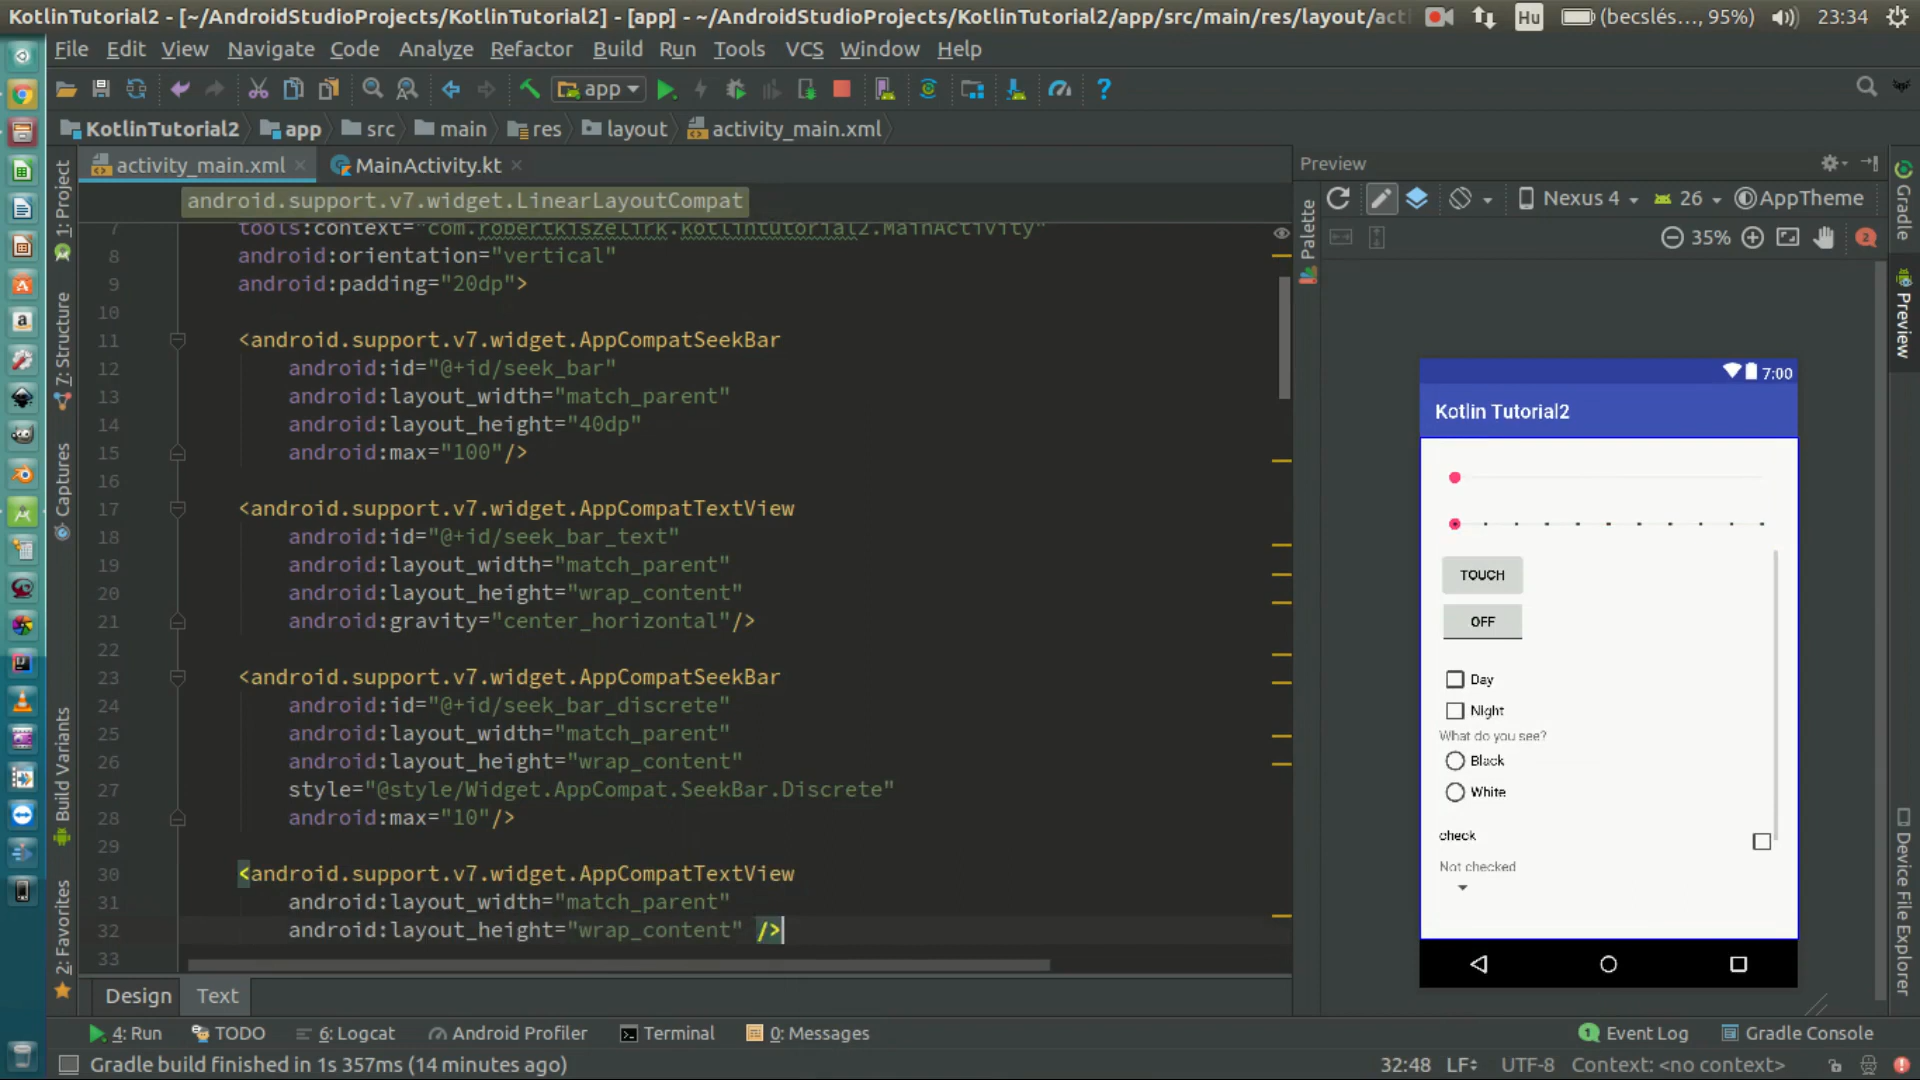 KotlinTutorial2 - [~/AndroidStudioProjects/KotlinTutorial2] - [app] - ~/AndroidStudioProjects/KotlinTutorial2/app/src/main/res/layout/acti
Hu (becslés…, 95%) 23:34
File Edit View Navigate Code Analyze Refactor Build Run Tools VCS Window Help
app
KotlinTutorial2 app src main res layout activity_main.xml
activity_main.xml MainActivity.kt
android.support.v7.widget.LinearLayoutCompat
7 tools:context="com.robertkiszelirk.kotlintutorial2.MainActivity"
8 android:orientation="vertical"
9 android:padding="20dp">
10
11 <android.support.v7.widget.AppCompatSeekBar
12 android:id="@+id/seek_bar"
13 android:layout_width="match_parent"
14 android:layout_height="40dp"
15 android:max="100"/>
16
17 <android.support.v7.widget.AppCompatTextView
18 android:id="@+id/seek_bar_text"
19 android:layout_width="match_parent"
20 android:layout_height="wrap_content"
21 android:gravity="center_horizontal"/>
22
23 <android.support.v7.widget.AppCompatSeekBar
24 android:id="@+id/seek_bar_discrete"
25 android:layout_width="match_parent"
26 android:layout_height="wrap_content"
27 style="@style/Widget.AppCompat.SeekBar.Discrete"
28 android:max="10"/>
29
30 <android.support.v7.widget.AppCompatTextView
31 android:layout_width="match_parent"
32 android:layout_height="wrap_content" />
33
1: Project
7: Structure
Captures
Build Variants
2: Favorites
Design Text
Preview
Palette
Nexus 4 26 AppTheme
35% 2
7:00
Kotlin Tutorial2
TOUCH
OFF
Day
Night
What do you see?
Black
White
check
Not checked
Gradle
Preview
Device File Explorer
4: Run TODO 6: Logcat Android Profiler Terminal 0: Messages 1 Event Log Gradle Console
Gradle build finished in 1s 357ms (14 minutes ago) 32:48 LF UTF-8 Context: <no context>